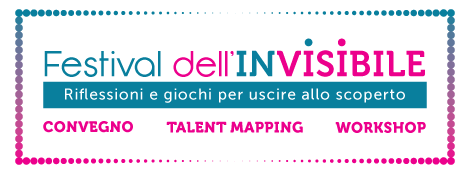 Festival dell'INVISIBILE
Riflessioni e giochi per uscire allo scoperto
CONVEGNO TALENT MAPPING WORKSHOP